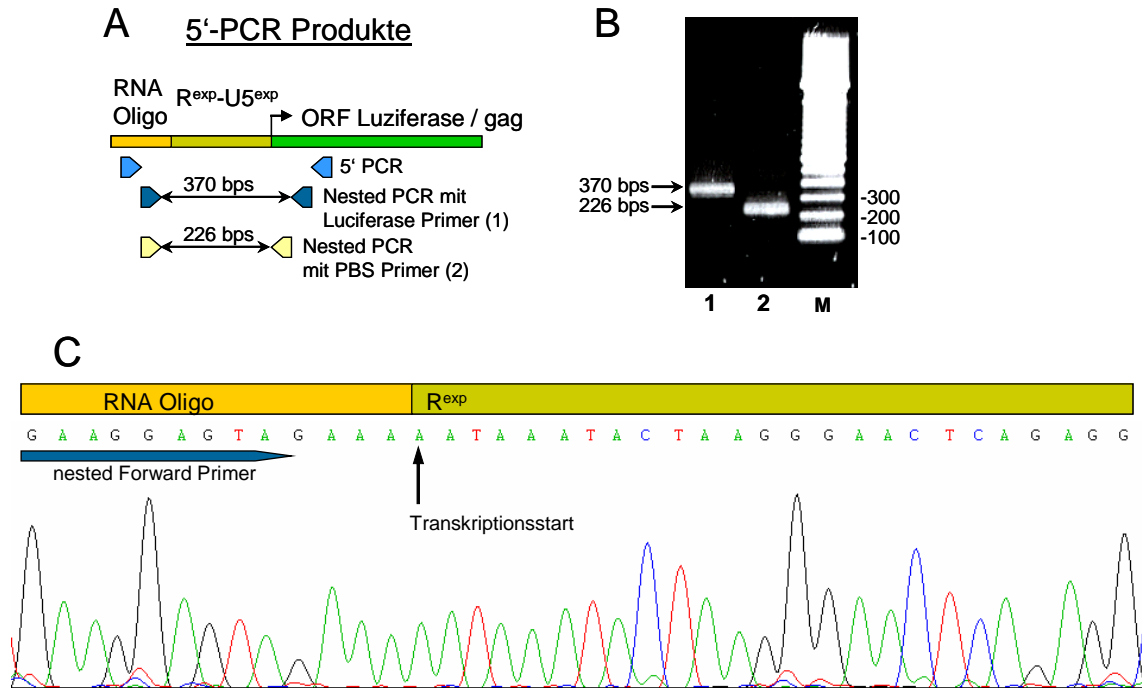 A
5‘-PCR Produkte
RNA
Oligo
Rexp-U5exp
ORF Luziferase / gag
5‘ PCR
370 bps
Nested PCR mit
Luciferase Primer (1)
226 bps
Nested PCR
mit PBS Primer (2)
B
370 bps
226 bps
-300
-200
-100
1 2 M
C
RNA Oligo Rexp
G A A G G A G T A G A A A A A T A A A T A C T A A G G G A A C T C A G A G G
nested Forward Primer
Transkriptionsstart